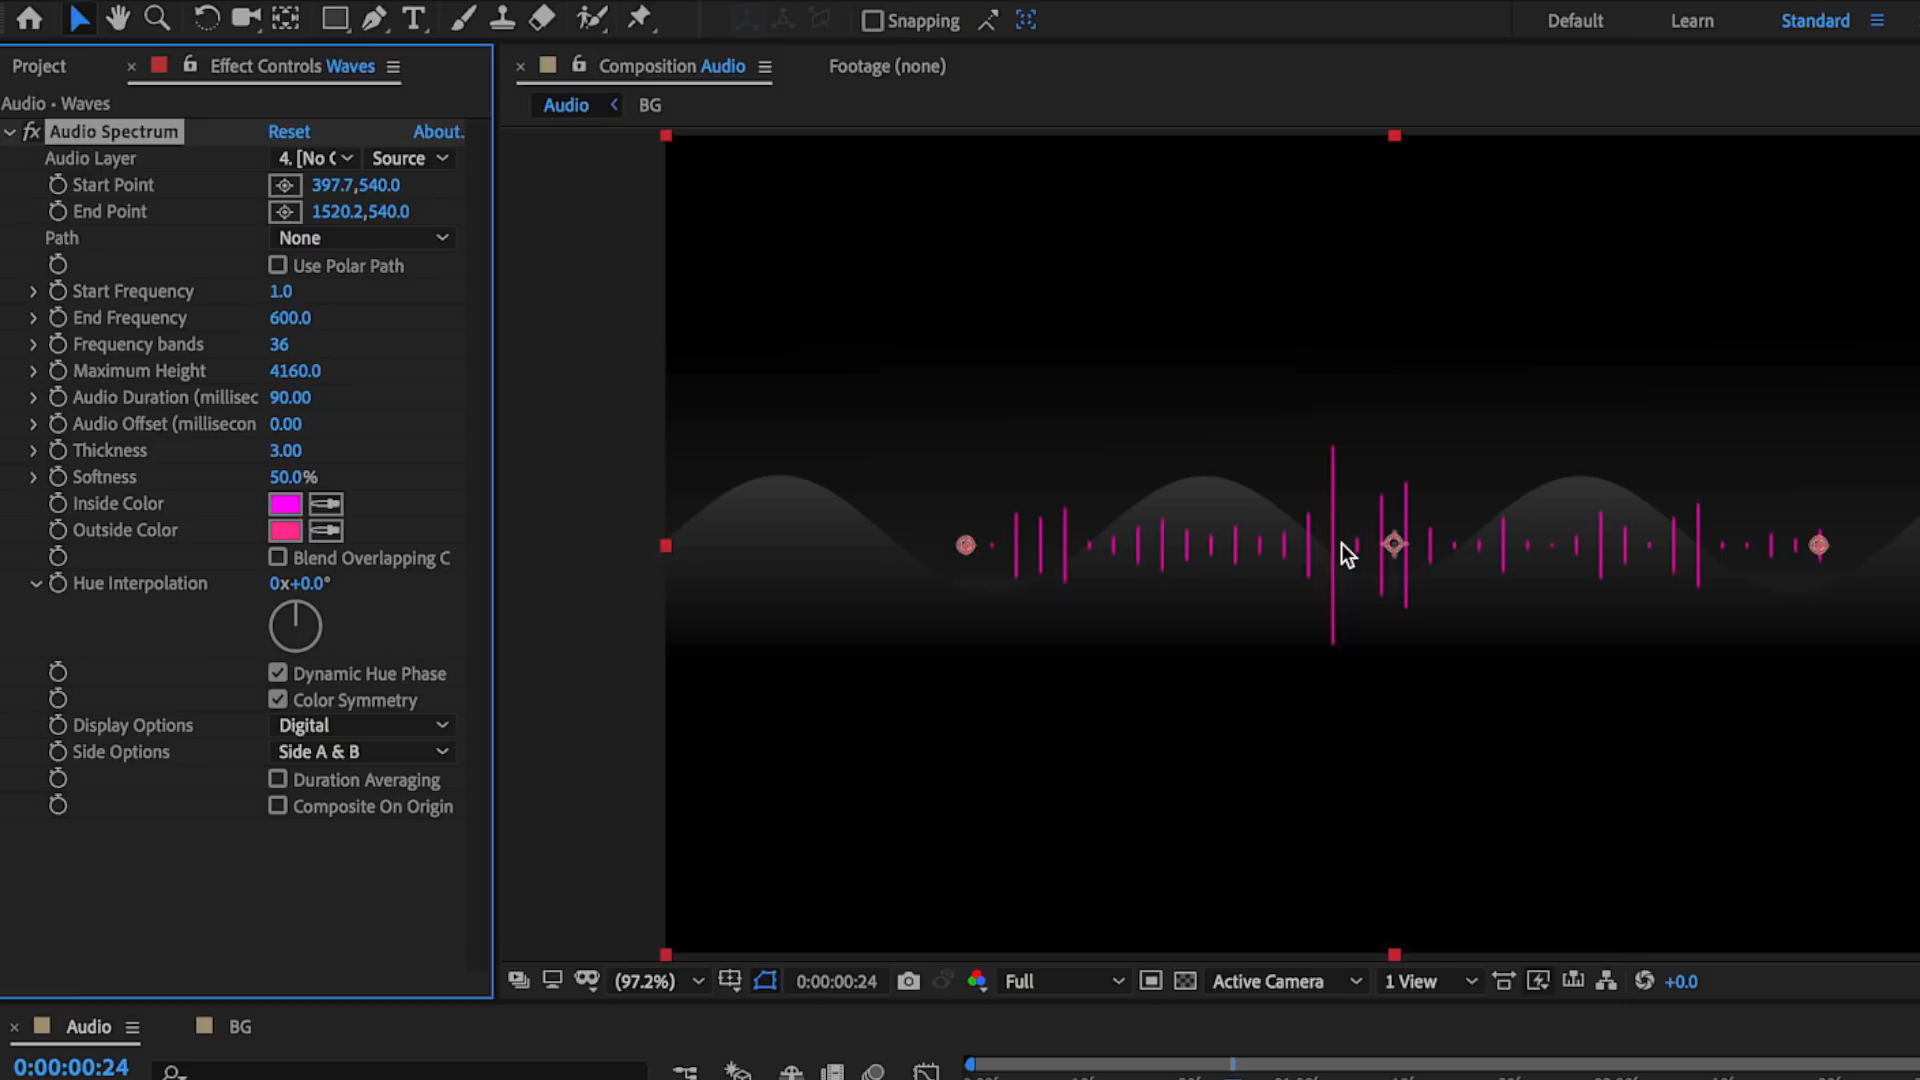 Snapping
Default
Learn
Standard
Project
Effect Controls Waves
Composition Audio
Footage (none)
Audio • Waves
Audio
BG
fx Audio Spectrum
Reset
About.
Audio Layer
4. [No (
Source
Start Point
397.7,540.0
End Point
1520.2,540.0
Path
None
Use Polar Path
Start Frequency
1.0
End Frequency
600.0
Frequency bands
36
Maximum Height
4160.0
Audio Duration (millisec
90.00
Audio Offset (millisecon
0.00
Thickness
3.00
Softness
50.0%
Inside Color
Outside Color
Blend Overlapping C
Hue Interpolation
0x+0.0°
Dynamic Hue Phase
Color Symmetry
Display Options
Digital
Side Options
Side A & B
Duration Averaging
Composite On Origin
(97.2%)
0:00:00:24
Full
Active Camera
1 View
+0.0
Audio
BG
0:00:00:24